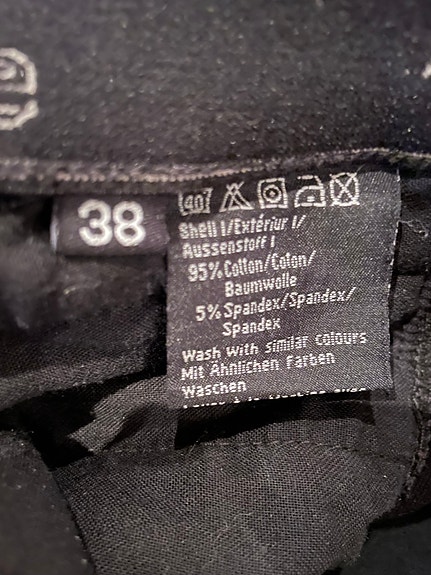 38
40
Shell I/Extérieur I/
Aussenstoff I
95% Cotton/Coton/
Baumwolle
5% Spandex/Spandex/
Spandex
Wash with similar colours
Mit Ähnlichen Farben
Waschen